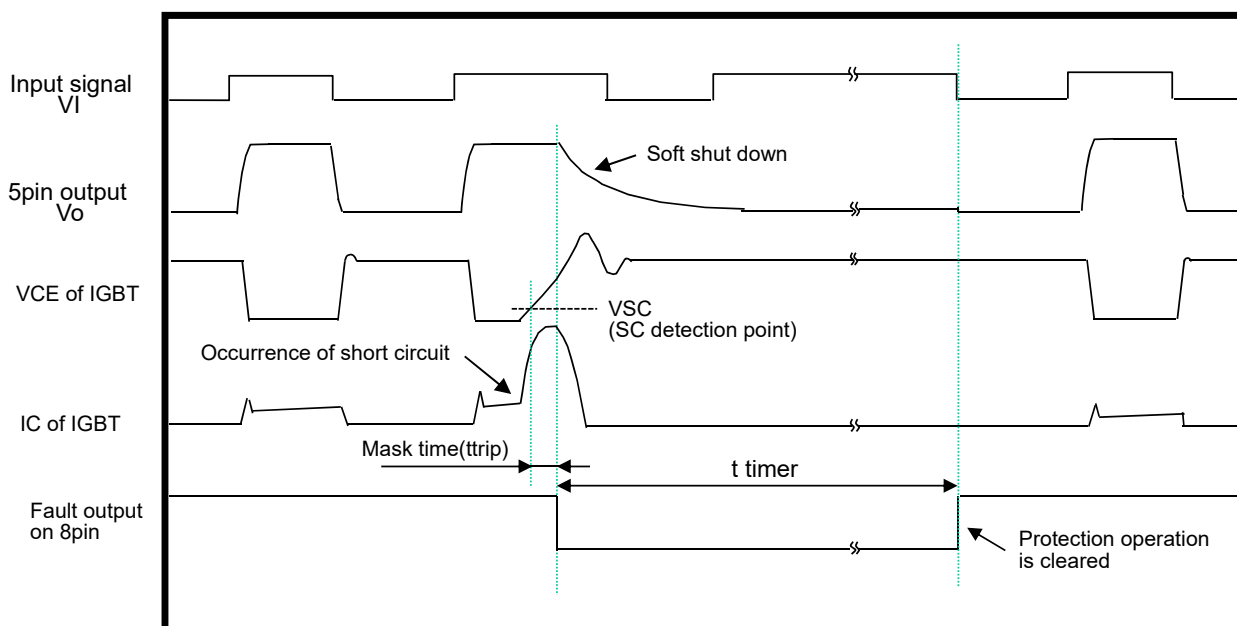 Input signal
VI
Soft shut down
5pin output
Vo
VCE of IGBT
VSC
(SC detection point)
Occurrence of short circuit
IC of IGBT
Mask time(ttrip)
t timer
Fault output
on 8pin
Protection operation
is cleared